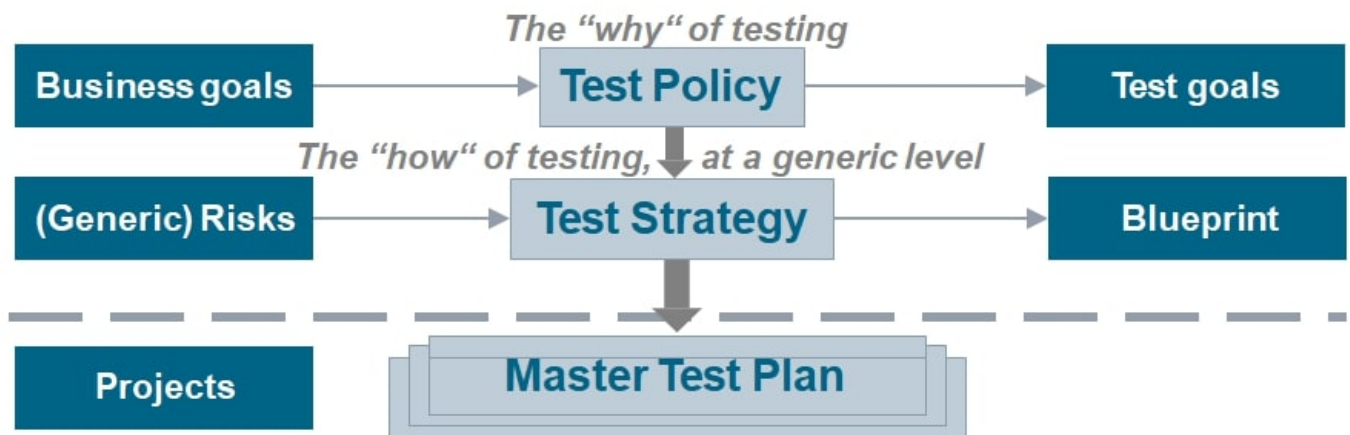 The “why“ of testing
Business goals
Test Policy
Test goals
The “how“ of testing, at a generic level
(Generic) Risks
Test Strategy
Blueprint
Projects
Master Test Plan